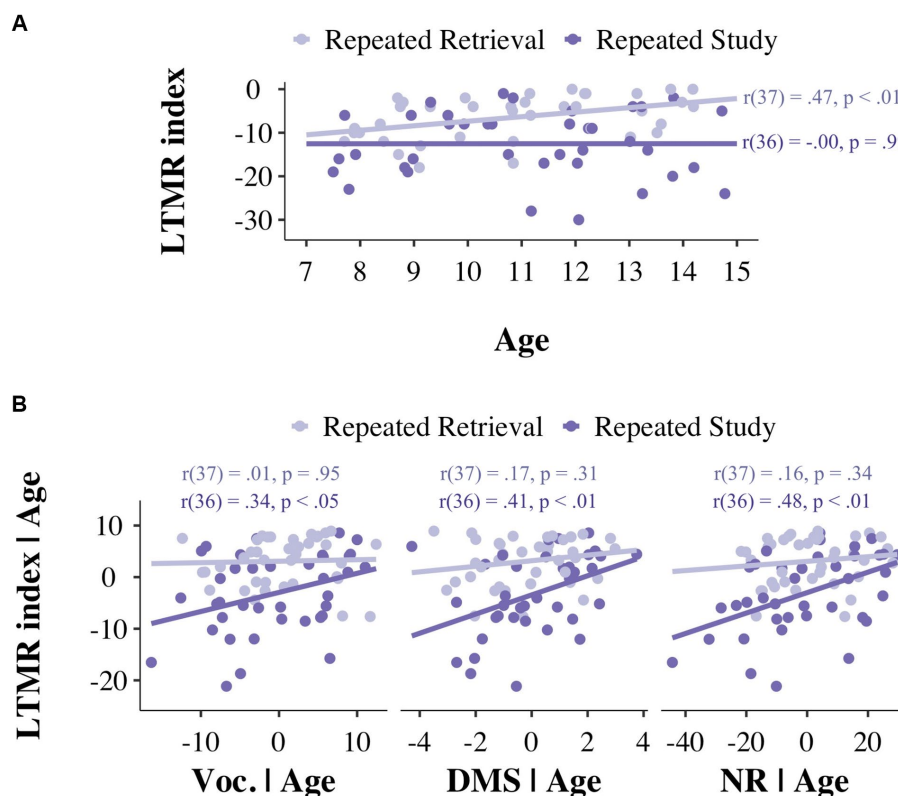 A
Repeated Retrieval Repeated Study
LTMR index
0
-10
-20
-30
r(37) = .47, p < .01
r(36) = -.00, p = .9
7 8 9 10 11 12 13 14 15
Age
B
Repeated Retrieval Repeated Study
LTMR index | Age
10
0
-10
-20
r(37) = .01, p = .95
r(36) = .34, p < .05
r(37) = .17, p = .31
r(36) = .41, p < .01
r(37) = .16, p = .34
r(36) = .48, p < .01
-10 0 10
Voc. | Age
-4 -2 0 2 4
DMS | Age
-40 -20 0 20
NR | Age